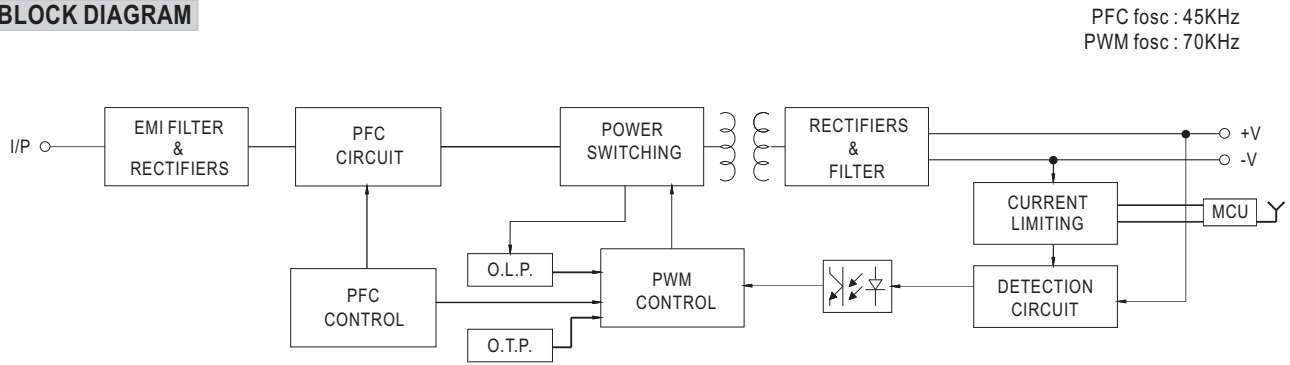 BLOCK DIAGRAM
PFC fosc : 45KHz
PWM fosc : 70KHz
I/P
EMI FILTER
&
RECTIFIERS
PFC
CIRCUIT
POWER
SWITCHING
RECTIFIERS
&
FILTER
+V
-V
CURRENT
LIMITING
MCU
O.L.P.
PFC
CONTROL
PWM
CONTROL
DETECTION
CIRCUIT
O.T.P.